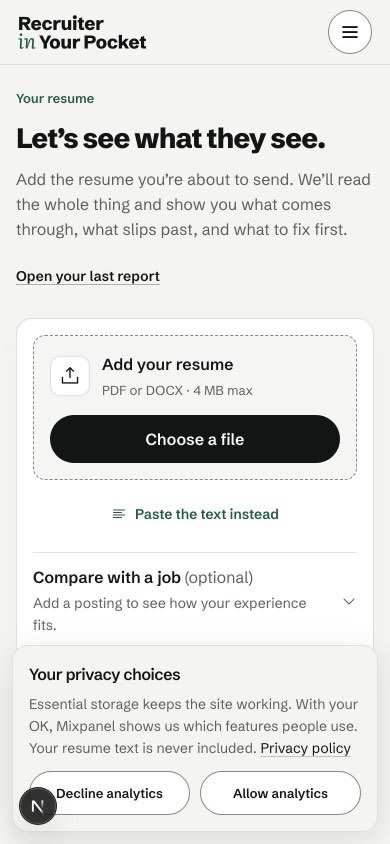 Recruiter
in Your Pocket
Your resume
Let’s see what they see.
Add the resume you’re about to send. We’ll read
the whole thing and show you what comes
through, what slips past, and what to fix first.
Open your last report
Add your resume
PDF or DOCX · 4 MB max
Choose a file
Paste the text instead
Compare with a job (optional)
Add a posting to see how your experience
fits.
Your privacy choices
Essential storage keeps the site working. With your
OK, Mixpanel shows us which features people use.
Your resume text is never included. Privacy policy
Decline analytics
Allow analytics
N